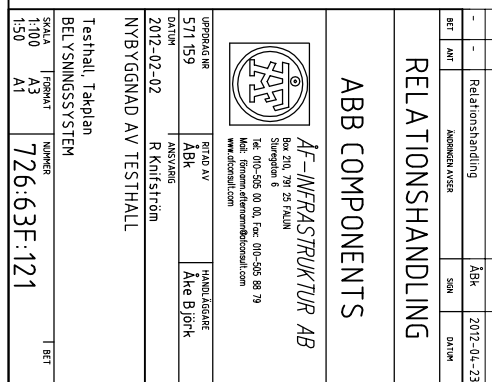 - - Relationshandling ÅBk 2012-04-23
BET ANT ÄNDRINGEN AVSER SIGN DATUM
RELATIONSHANDLING
ABB COMPONENTS
ÅF
ÅF-INFRASTRUKTUR AB
Box 210, 791 25 FALUN
Sturegatan 6
Tel: 010-505 00 00, Fax: 010-505 88 79
Mail: förnamn.efternamn@afconsult.com
www.afconsult.com
UPPDRAG NR RITAD AV HANDLÄGGARE
571 159 ÅBk Åke Björk
DATUM ANSVARIG
2012-02-02 R Knifström
NYBYGGNAD AV TESTHALL
Testhall, Takplan
BELYSNINGSSYSTEM
SKALA FORMAT NUMMER BET
1:100 A3 726:63F:121
1:50 A1